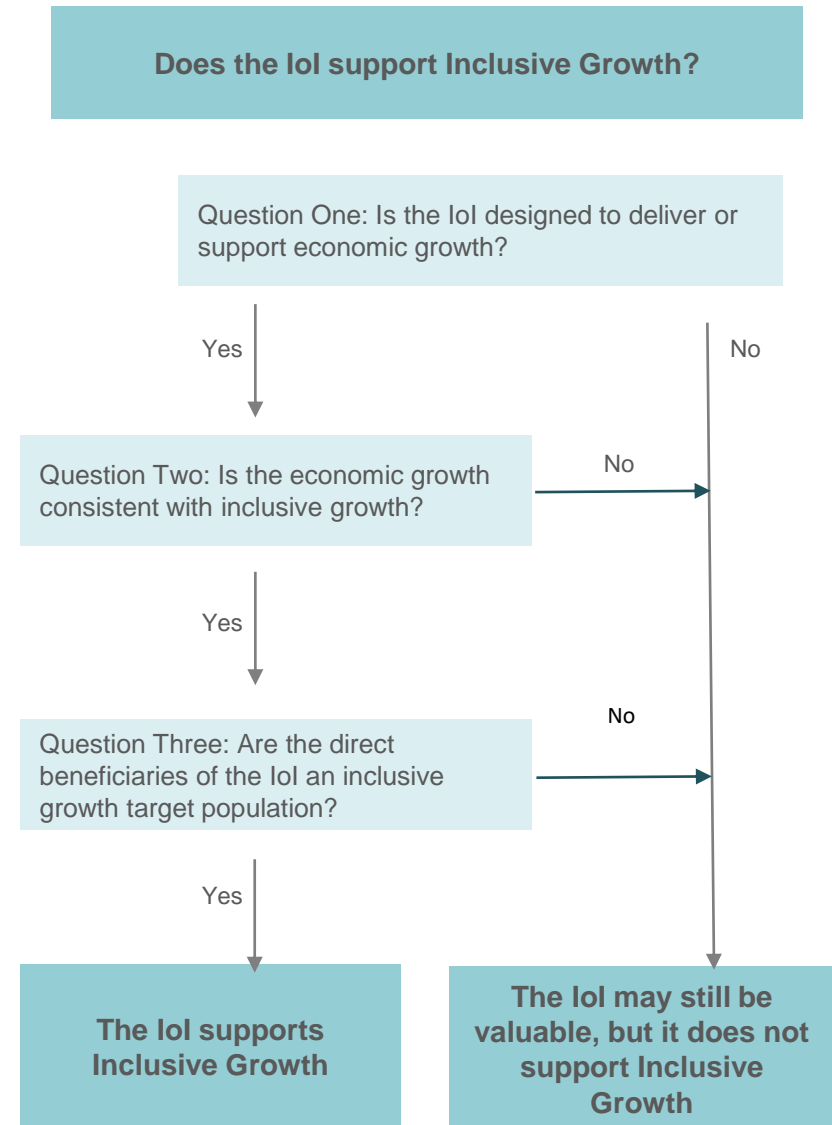 Does the IoI support Inclusive Growth?
Question One: Is the IoI designed to deliver or
support economic growth?
Yes
No
Question Two: Is the economic growth
consistent with inclusive growth?
No
Yes
Question Three: Are the direct
beneficiaries of the IoI an inclusive
growth target population?
No
Yes
The IoI supports
Inclusive Growth
The IoI may still be
valuable, but it does not
support Inclusive
Growth